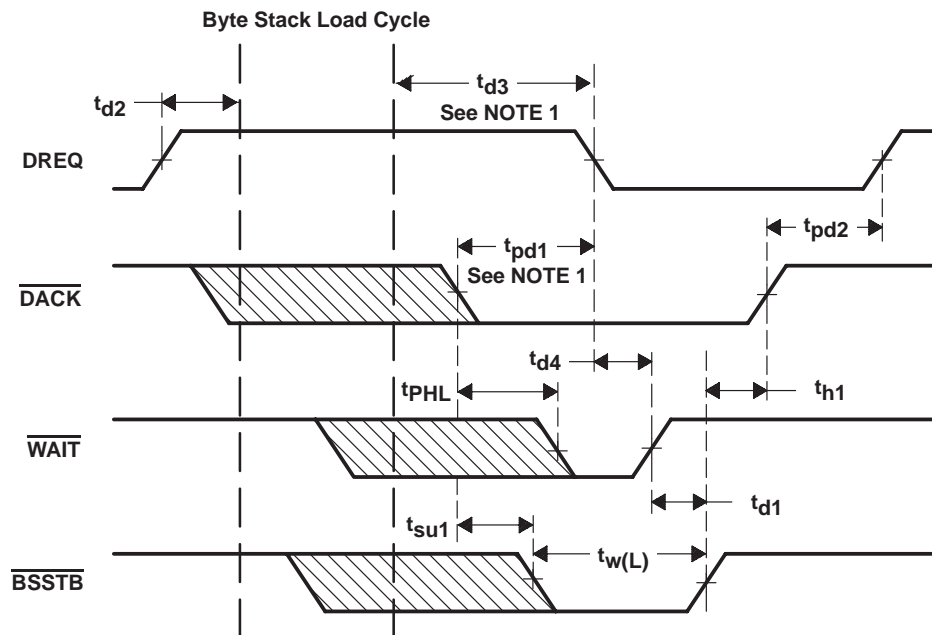 Byte Stack Load Cycle
td2
td3
See NOTE 1
DREQ
tpd2
tpd1
See NOTE 1
DACK
td4
tPHL
th1
WAIT
td1
tsu1
tw(L)
BSSTB